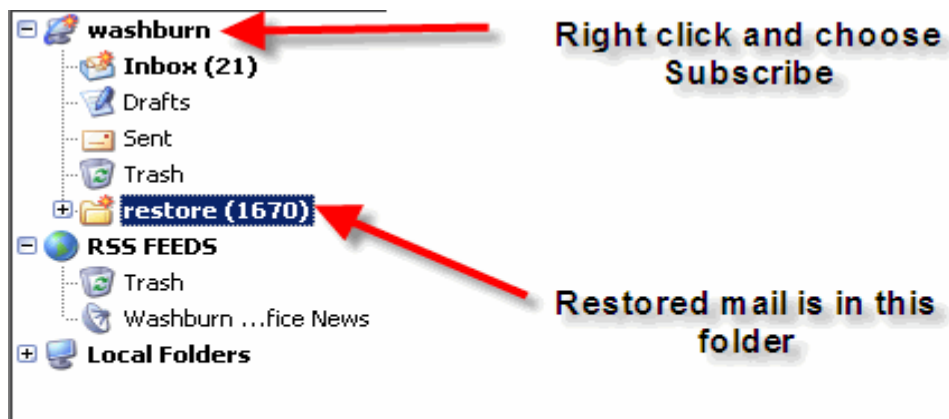 washburn
Inbox (21)
Drafts
Sent
Trash
restore (1670)
RSS FEEDS
Trash
Washburn ...fice News
Local Folders
Right click and choose
Subscribe
Restored mail is in this
folder